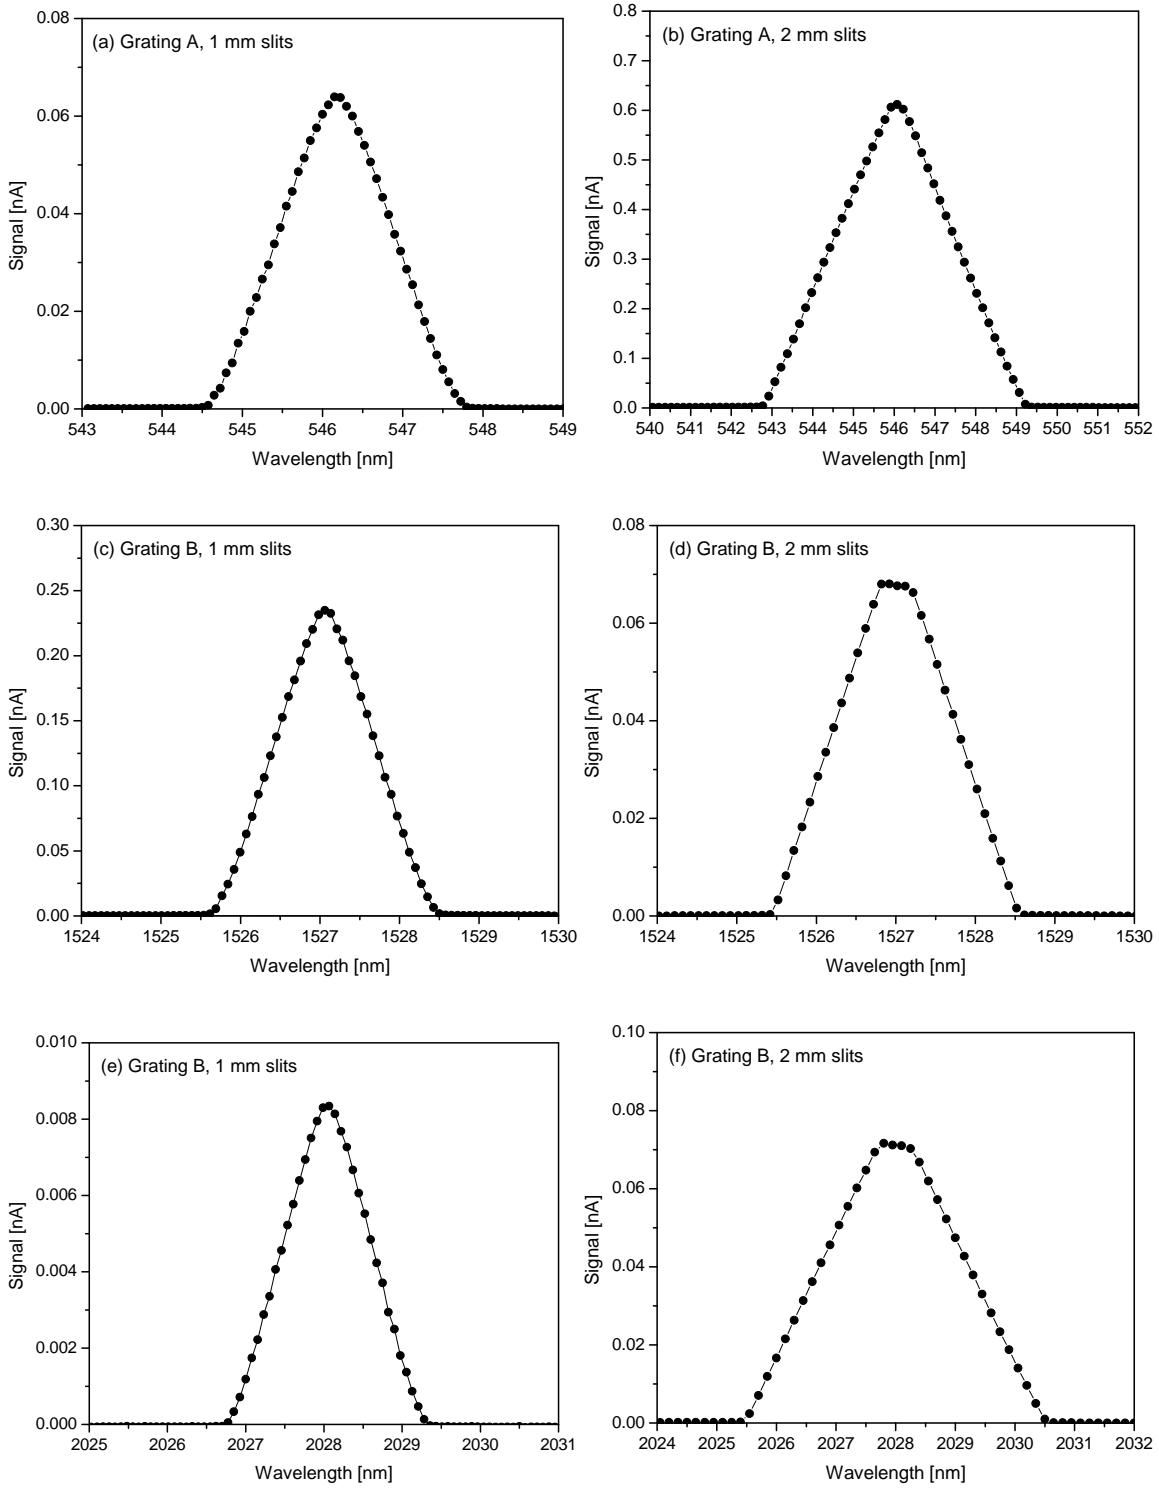 (a) Grating A, 1 mm slits
0.08
0.06
0.04
0.02
0.00
Signal [nA]
543 544 545 546 547 548 549
Wavelength [nm]
(b) Grating A, 2 mm slits
0.8
0.7
0.6
0.5
0.4
0.3
0.2
0.1
0.0
Signal [nA]
540 541 542 543 544 545 546 547 548 549 550 551 552
Wavelength [nm]
(c) Grating B, 1 mm slits
0.30
0.25
0.20
0.15
0.10
0.05
0.00
Signal [nA]
1524 1525 1526 1527 1528 1529 1530
Wavelength [nm]
(d) Grating B, 2 mm slits
0.08
0.06
0.04
0.02
0.00
Signal [nA]
1524 1525 1526 1527 1528 1529 1530
Wavelength [nm]
(e) Grating B, 1 mm slits
0.010
0.008
0.006
0.004
0.002
0.000
Signal [nA]
2025 2026 2027 2028 2029 2030 2031
Wavelength [nm]
(f) Grating B, 2 mm slits
0.10
0.08
0.06
0.04
0.02
0.00
Signal [nA]
2024 2025 2026 2027 2028 2029 2030 2031 2032
Wavelength [nm]